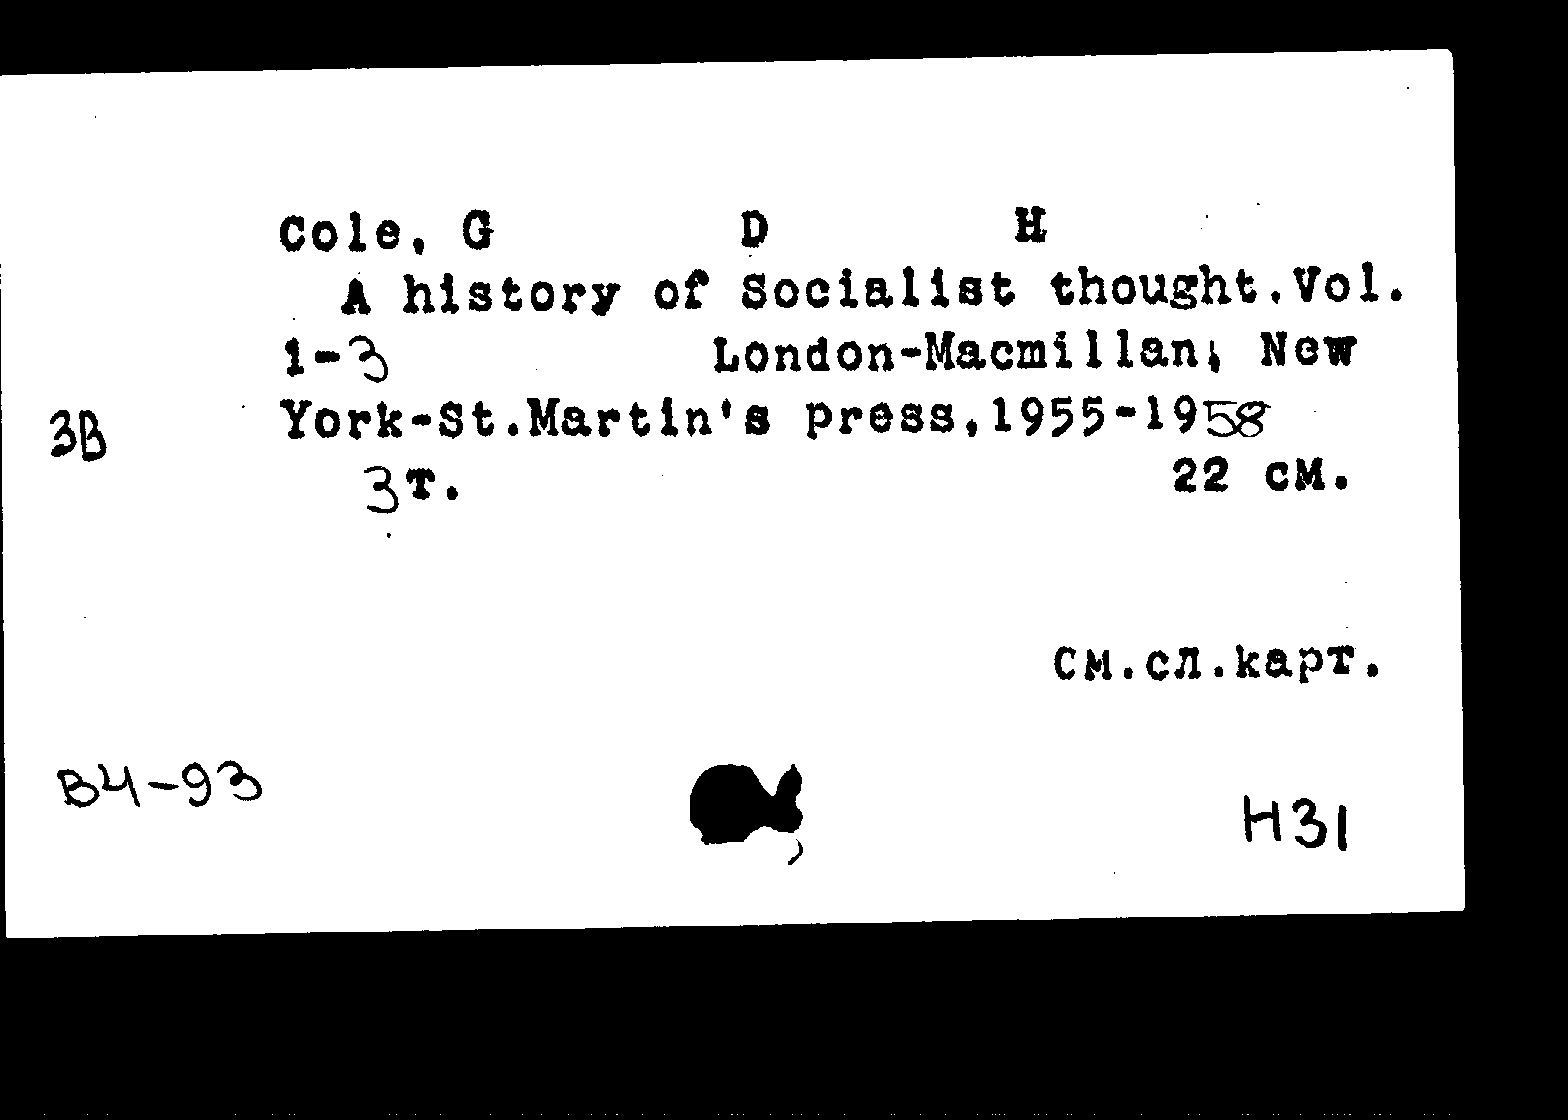 Cole, G D H
A history of Socialist thought.Vol.
1-3 London-Macmillan, New
York-St.Martin's press,1955-1958
3В
3т. 22 см.
См.сл.карт.
В4-93
Н31